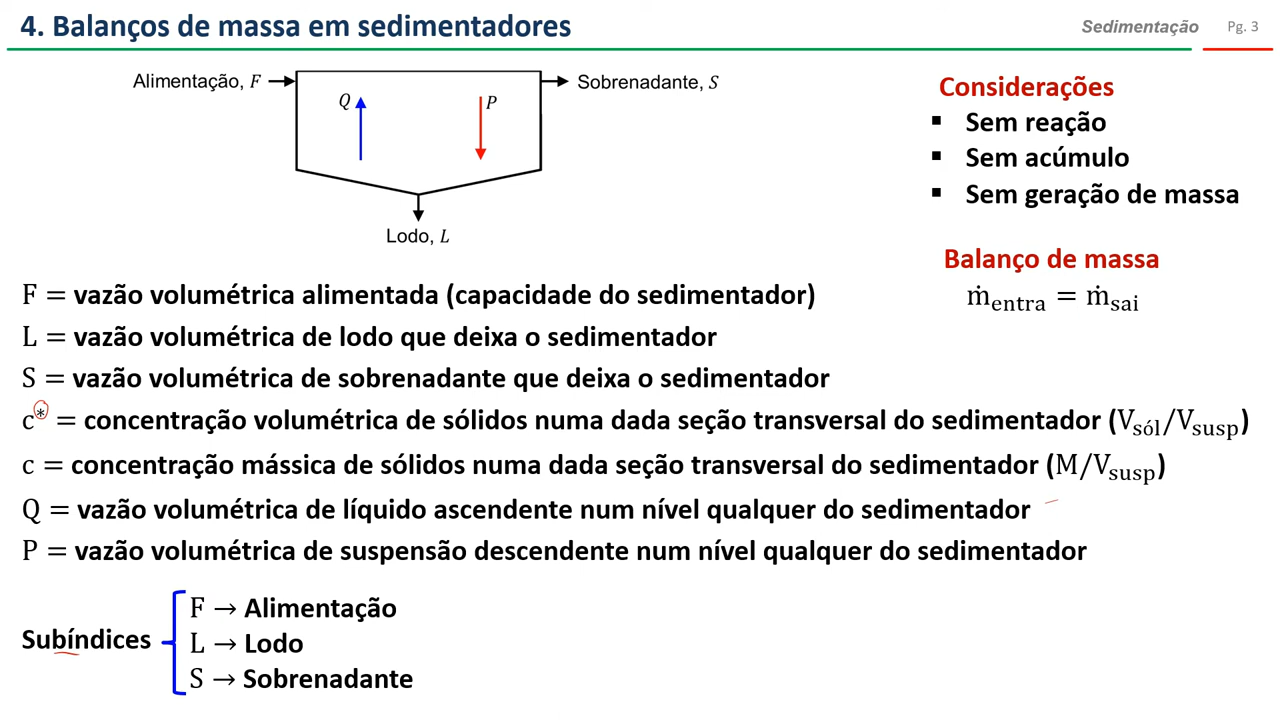 4. Balanços de massa em sedimentadores
Sedimentação
Pg. 3
Alimentação, F
Q
P
Sobrenadante, S
Lodo, L
Considerações
▪ Sem reação
▪ Sem acúmulo
▪ Sem geração de massa
Balanço de massa
ṁentra = ṁsai
F = vazão volumétrica alimentada (capacidade do sedimentador)
L = vazão volumétrica de lodo que deixa o sedimentador
S = vazão volumétrica de sobrenadante que deixa o sedimentador
c* = concentração volumétrica de sólidos numa dada seção transversal do sedimentador (Vsól/Vsusp)
c = concentração mássica de sólidos numa dada seção transversal do sedimentador (M/Vsusp)
Q = vazão volumétrica de líquido ascendente num nível qualquer do sedimentador
P = vazão volumétrica de suspensão descendente num nível qualquer do sedimentador
Subíndices
F → Alimentação
L → Lodo
S → Sobrenadante